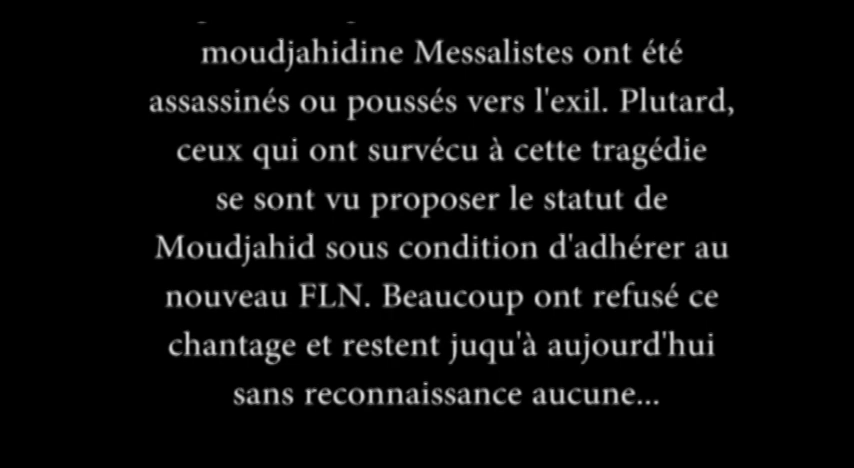 moudjahidine Messalistes ont été
assassinés ou poussés vers l'exil. Plutard,
ceux qui ont survécu à cette tragédie
se sont vu proposer le statut de
Moudjahid sous condition d'adhérer au
nouveau FLN. Beaucoup ont refusé ce
chantage et restent juqu'à aujourd'hui
sans reconnaissance aucune...